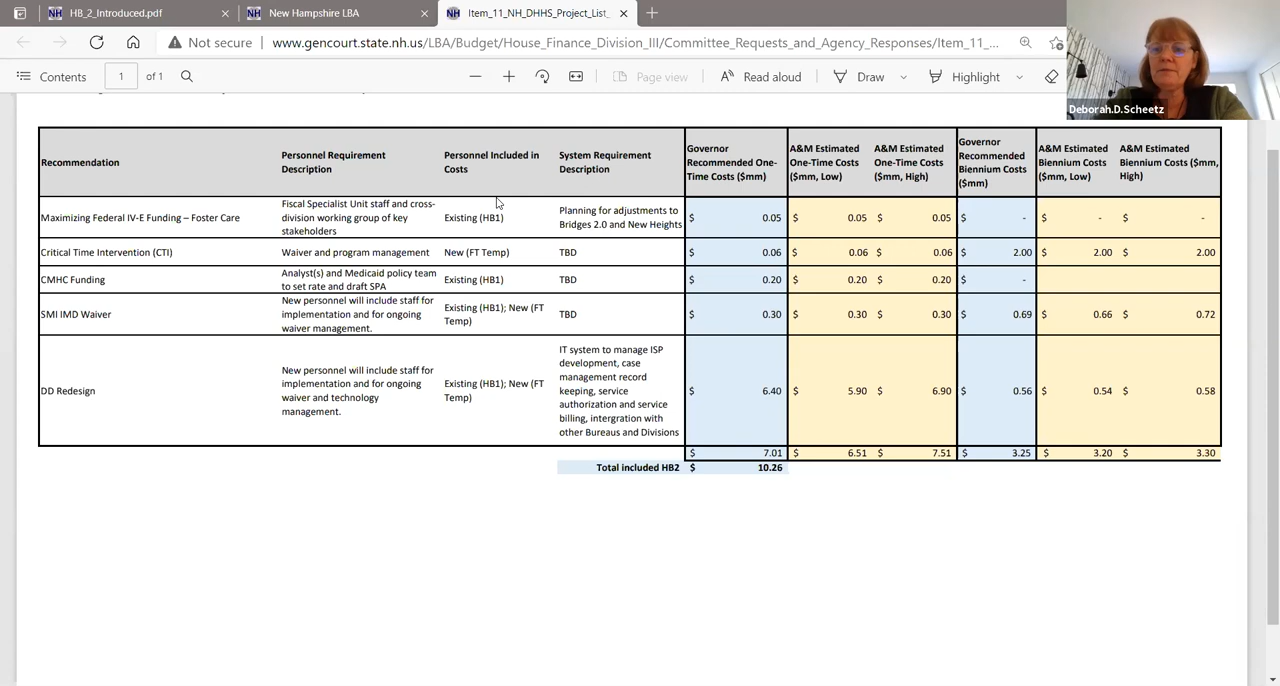 HB_2_Introduced.pdf
New Hampshire LBA
Item_11_NH_DHHS_Project_List_
Not secure | www.gencourt.state.nh.us/LBA/Budget/House_Finance_Division_III/Committee_Requests_and_Agency_Responses/Item_11_...
Contents 1 of 1 Page view Read aloud Draw Highlight
Deborah.D.Scheetz
Recommendation
Personnel Requirement
Description
Personnel Included in
Costs
System Requirement
Description
Governor
Recommended One-
Time Costs ($mm)
A&M Estimated
One-Time Costs
($mm, Low)
A&M Estimated
One-Time Costs
($mm, High)
Governor
Recommended
Biennium Costs
($mm)
A&M Estimated
Biennium Costs
($mm, Low)
A&M Estimated
Biennium Costs ($mm,
High)
Maximizing Federal IV-E Funding – Foster Care
Fiscal Specialist Unit staff and cross-
division working group of key
stakeholders
Existing (HB1)
Planning for adjustments to
Bridges 2.0 and New Heights
$ 0.05 $ 0.05 $ 0.05 $ - $ - $ -
Critical Time Intervention (CTI)
Waiver and program management
New (FT Temp)
TBD
$ 0.06 $ 0.06 $ 0.06 $ 2.00 $ 2.00 $ 2.00
CMHC Funding
Analyst(s) and Medicaid policy team
to set rate and draft SPA
Existing (HB1)
TBD
$ 0.20 $ 0.20 $ 0.20 $ -
SMI IMD Waiver
New personnel will include staff for
implementation and for ongoing
waiver management.
Existing (HB1); New (FT
Temp)
TBD
$ 0.30 $ 0.30 $ 0.30 $ 0.69 $ 0.66 $ 0.72
DD Redesign
New personnel will include staff for
implementation and for ongoing
waiver and technology
management.
Existing (HB1); New (FT
Temp)
IT system to manage ISP
development, case
management record
keeping, service
authorization and service
billing, intergration with
other Bureaus and Divisions
$ 6.40 $ 5.90 $ 6.90 $ 0.56 $ 0.54 $ 0.58
$ 7.01 $ 6.51 $ 7.51 $ 3.25 $ 3.20 $ 3.30
Total included HB2 $ 10.26